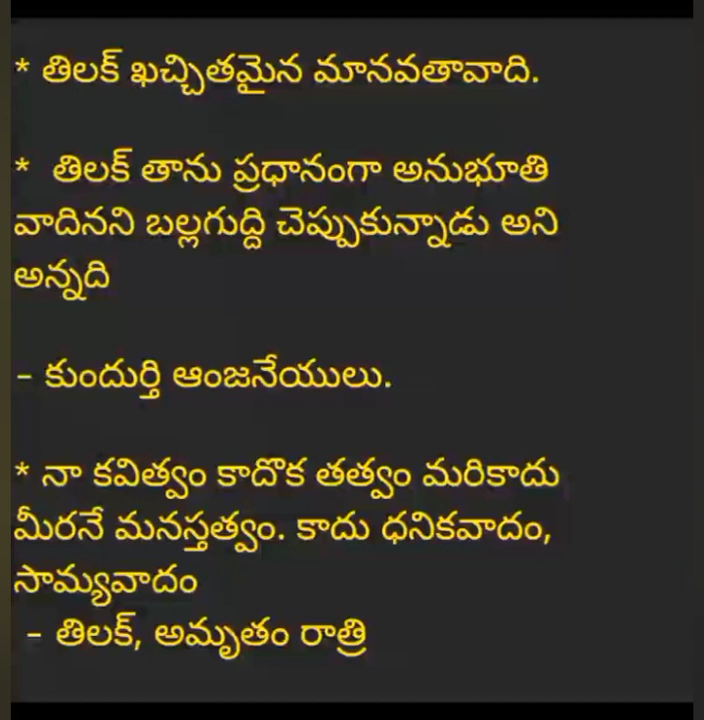 * తిలక్ ఖచ్చితమైన మానవతావాది.
* తిలక్ తాను ప్రధానంగా అనుభూతి
వాదినని బల్లగుద్ది చెప్పుకున్నాడు అని
అన్నది
- కుందుర్తి ఆంజనేయులు.
* నా కవిత్వం కాదొక తత్వం మరికాదు
మీరనే మనస్తత్వం. కాదు ధనికవాదం,
సామ్యవాదం
- తిలక్, అమృతం రాత్రి